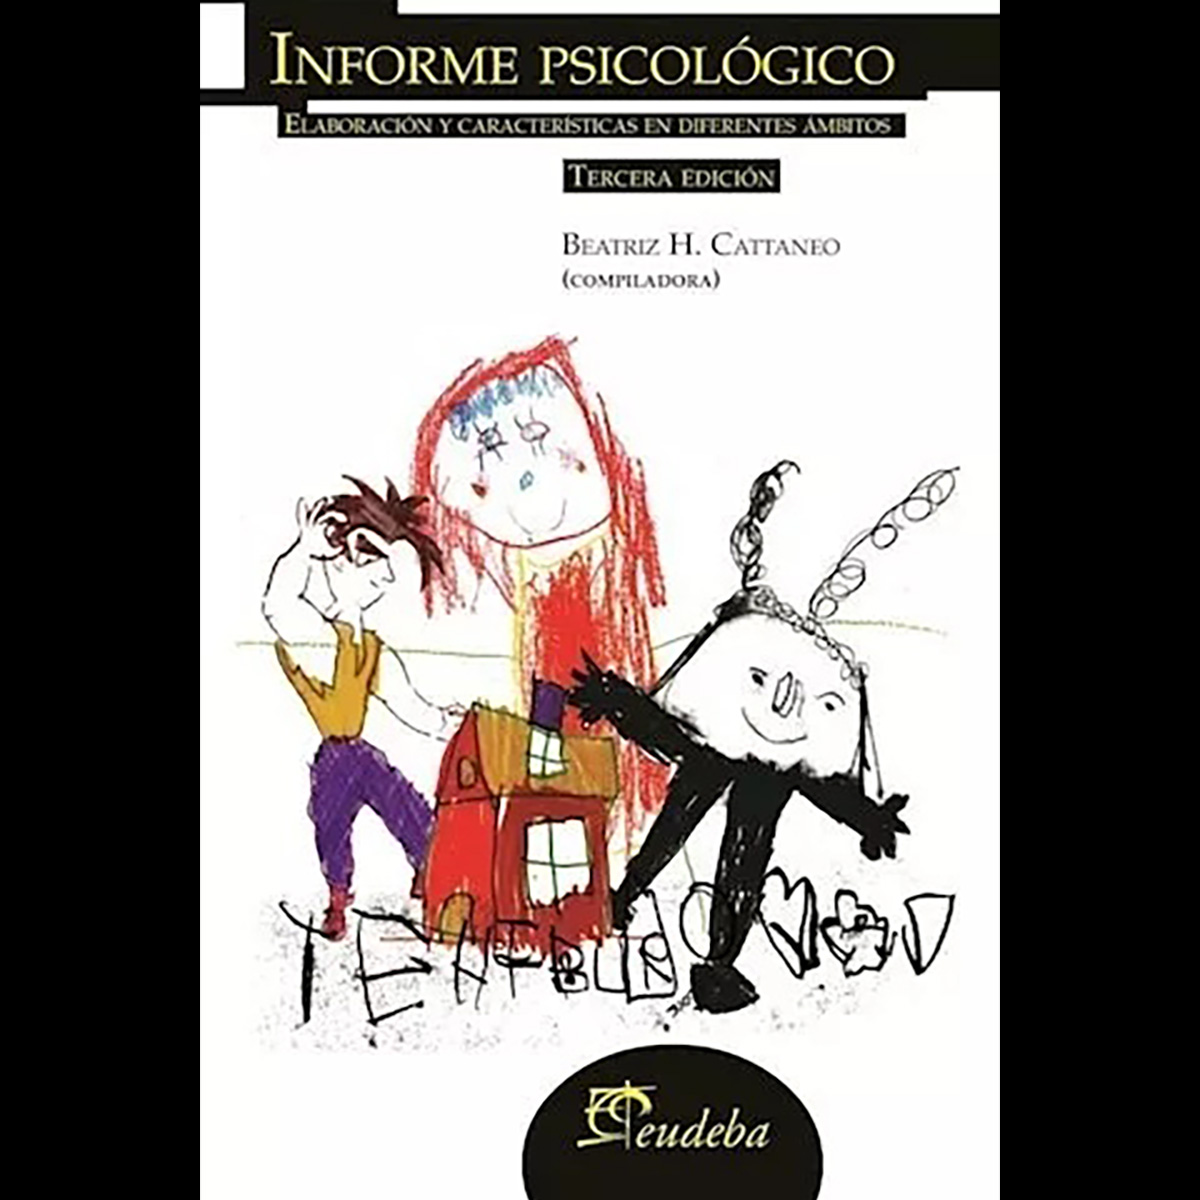 INFORME PSICOLÓGICO
ELABORACIÓN Y CARACTERÍSTICAS EN DIFERENTES ÁMBITOS
TERCERA EDICIÓN
BEATRIZ H. CATTANEO
(COMPILADORA)
eudeba